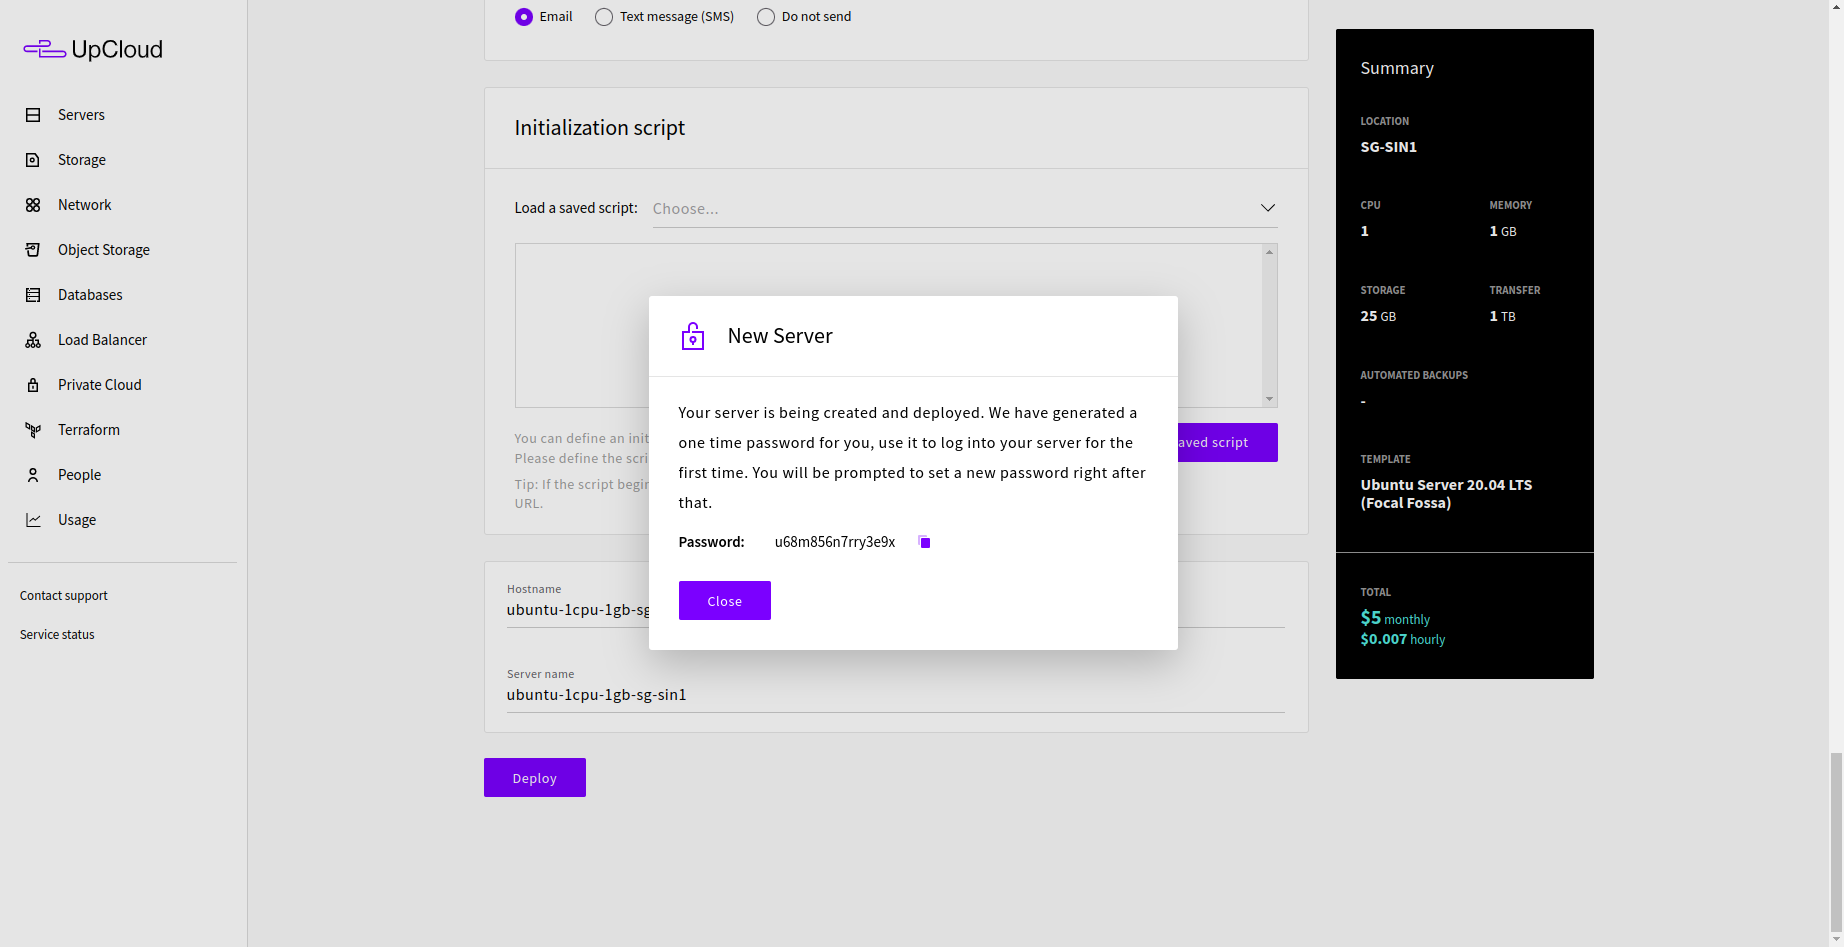 UpCloud
Servers
Storage
Network
Object Storage
Databases
Load Balancer
Private Cloud
Terraform
People
Usage
Contact support
Service status
Email
Text message (SMS)
Do not send
Initialization script
Load a saved script:
Choose...
You can define an init
Please define the scri
Tip: If the script begin
URL.
aved script
New Server
Your server is being created and deployed. We have generated a
one time password for you, use it to log into your server for the
first time. You will be prompted to set a new password right after
that.
Password: u68m856n7rry3e9x
Close
Hostname
ubuntu-1cpu-1gb-sg
Server name
ubuntu-1cpu-1gb-sg-sin1
Deploy
Summary
LOCATION
SG-SIN1
CPU MEMORY
1 1 GB
STORAGE TRANSFER
25 GB 1 TB
AUTOMATED BACKUPS
-
TEMPLATE
Ubuntu Server 20.04 LTS
(Focal Fossa)
TOTAL
$5 monthly
$0.007 hourly